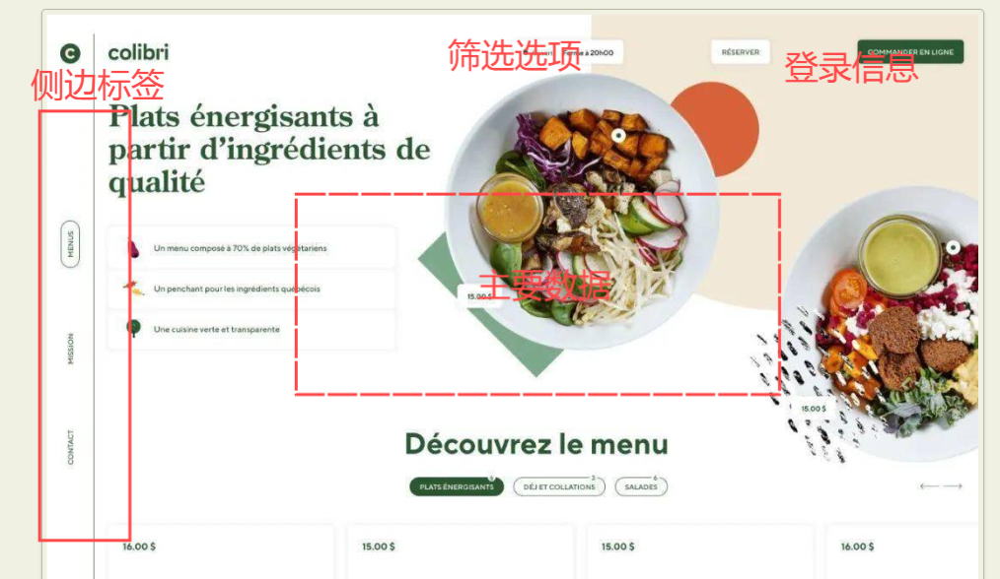 C
colibri
筛选选项
à 20h00
RÉSERVER
COMMANDER EN LIGNE
登录信息
侧边标签
Plats énergisants à
partir d'ingrédients de
qualité
MENUS
MISSION
CONTACT
Un menu composé à 70% de plats végétariens
Un penchant pour les ingrédients québécois
Une cuisine verte et transparente
主要数据
15.00 $
15.00 $
Découvrez le menu
PLATS ÉNERGISANTS
DÉJ ET COLLATIONS 3
SALADES 6
16.00 $
15.00 $
15.00 $
16.00 $